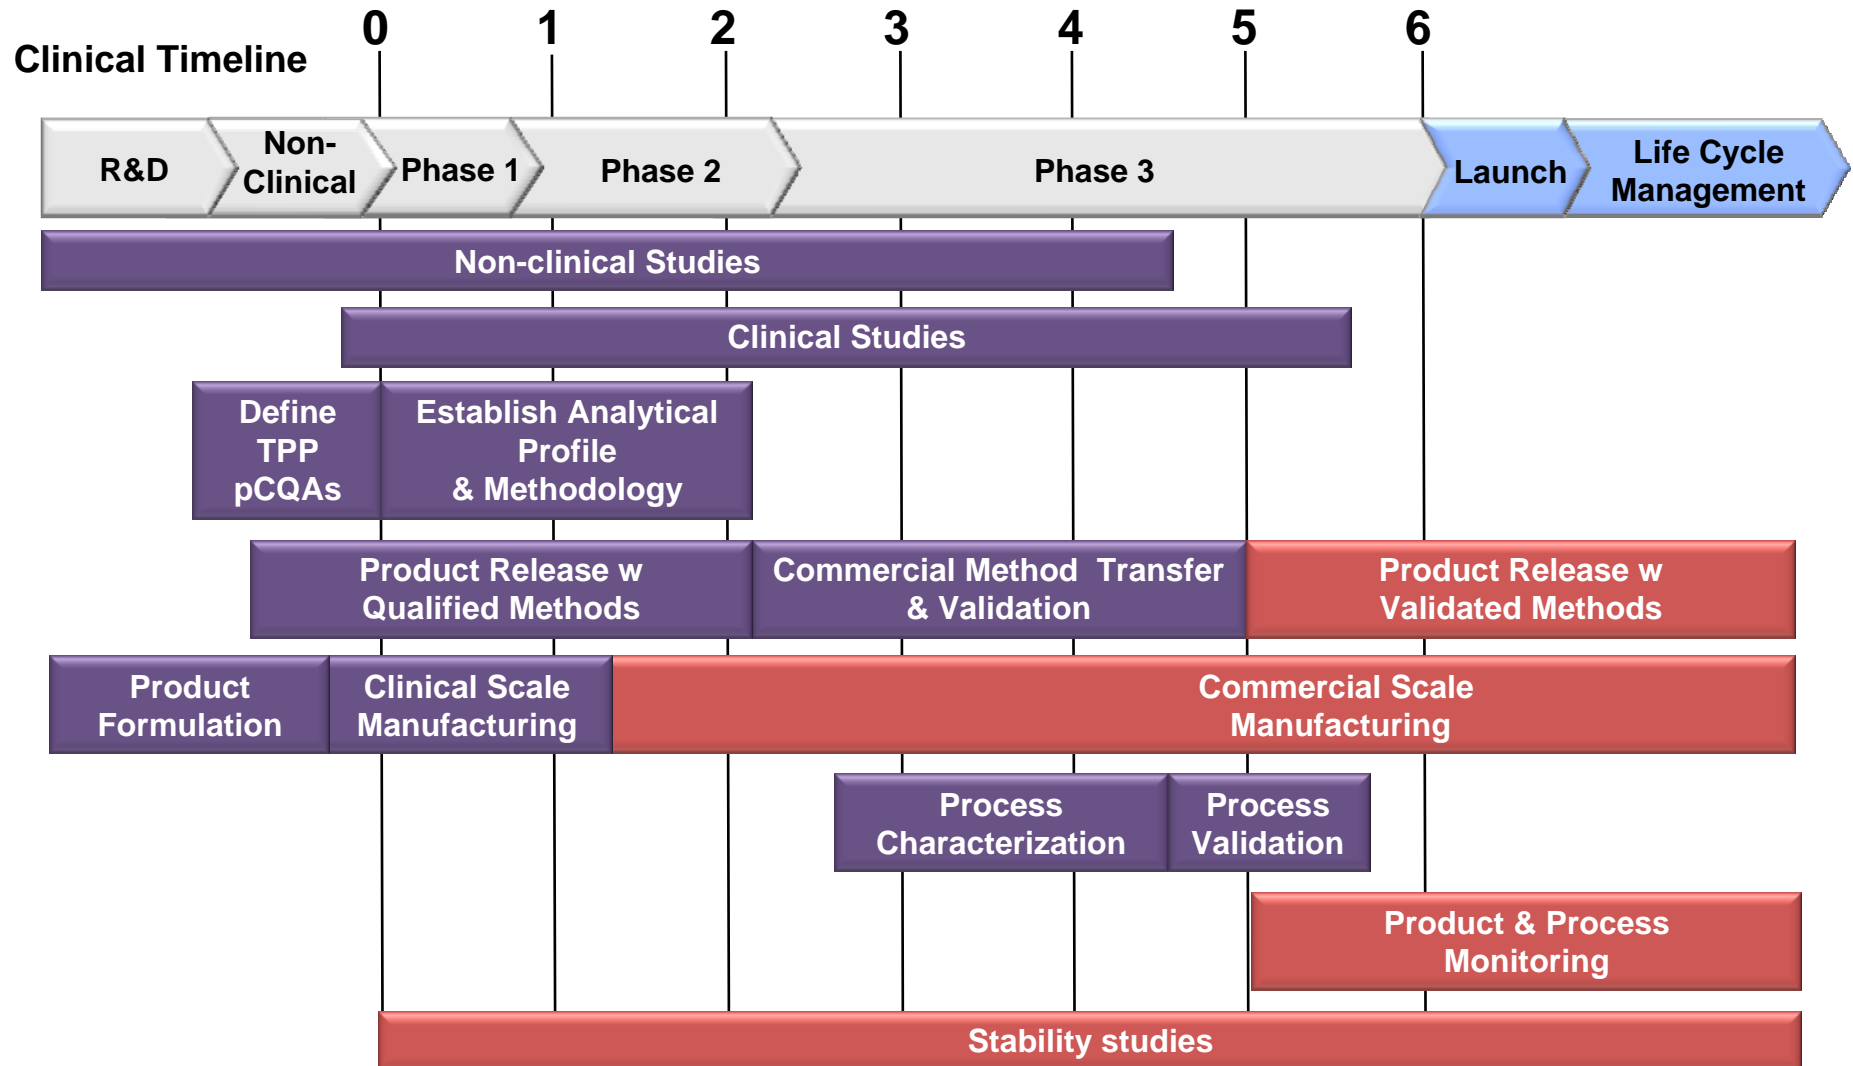 0 1 2 3 4 5 6
Clinical Timeline
R&D
Non-
Clinical
Phase 1
Phase 2
Phase 3
Launch
Life Cycle
Management
Non-clinical Studies
Clinical Studies
Define
TPP
pCQAs
Establish Analytical
Profile
& Methodology
Product Release w
Qualified Methods
Commercial Method Transfer
& Validation
Product Release w
Validated Methods
Product
Formulation
Clinical Scale
Manufacturing
Commercial Scale
Manufacturing
Process
Characterization
Process
Validation
Product & Process
Monitoring
Stability studies